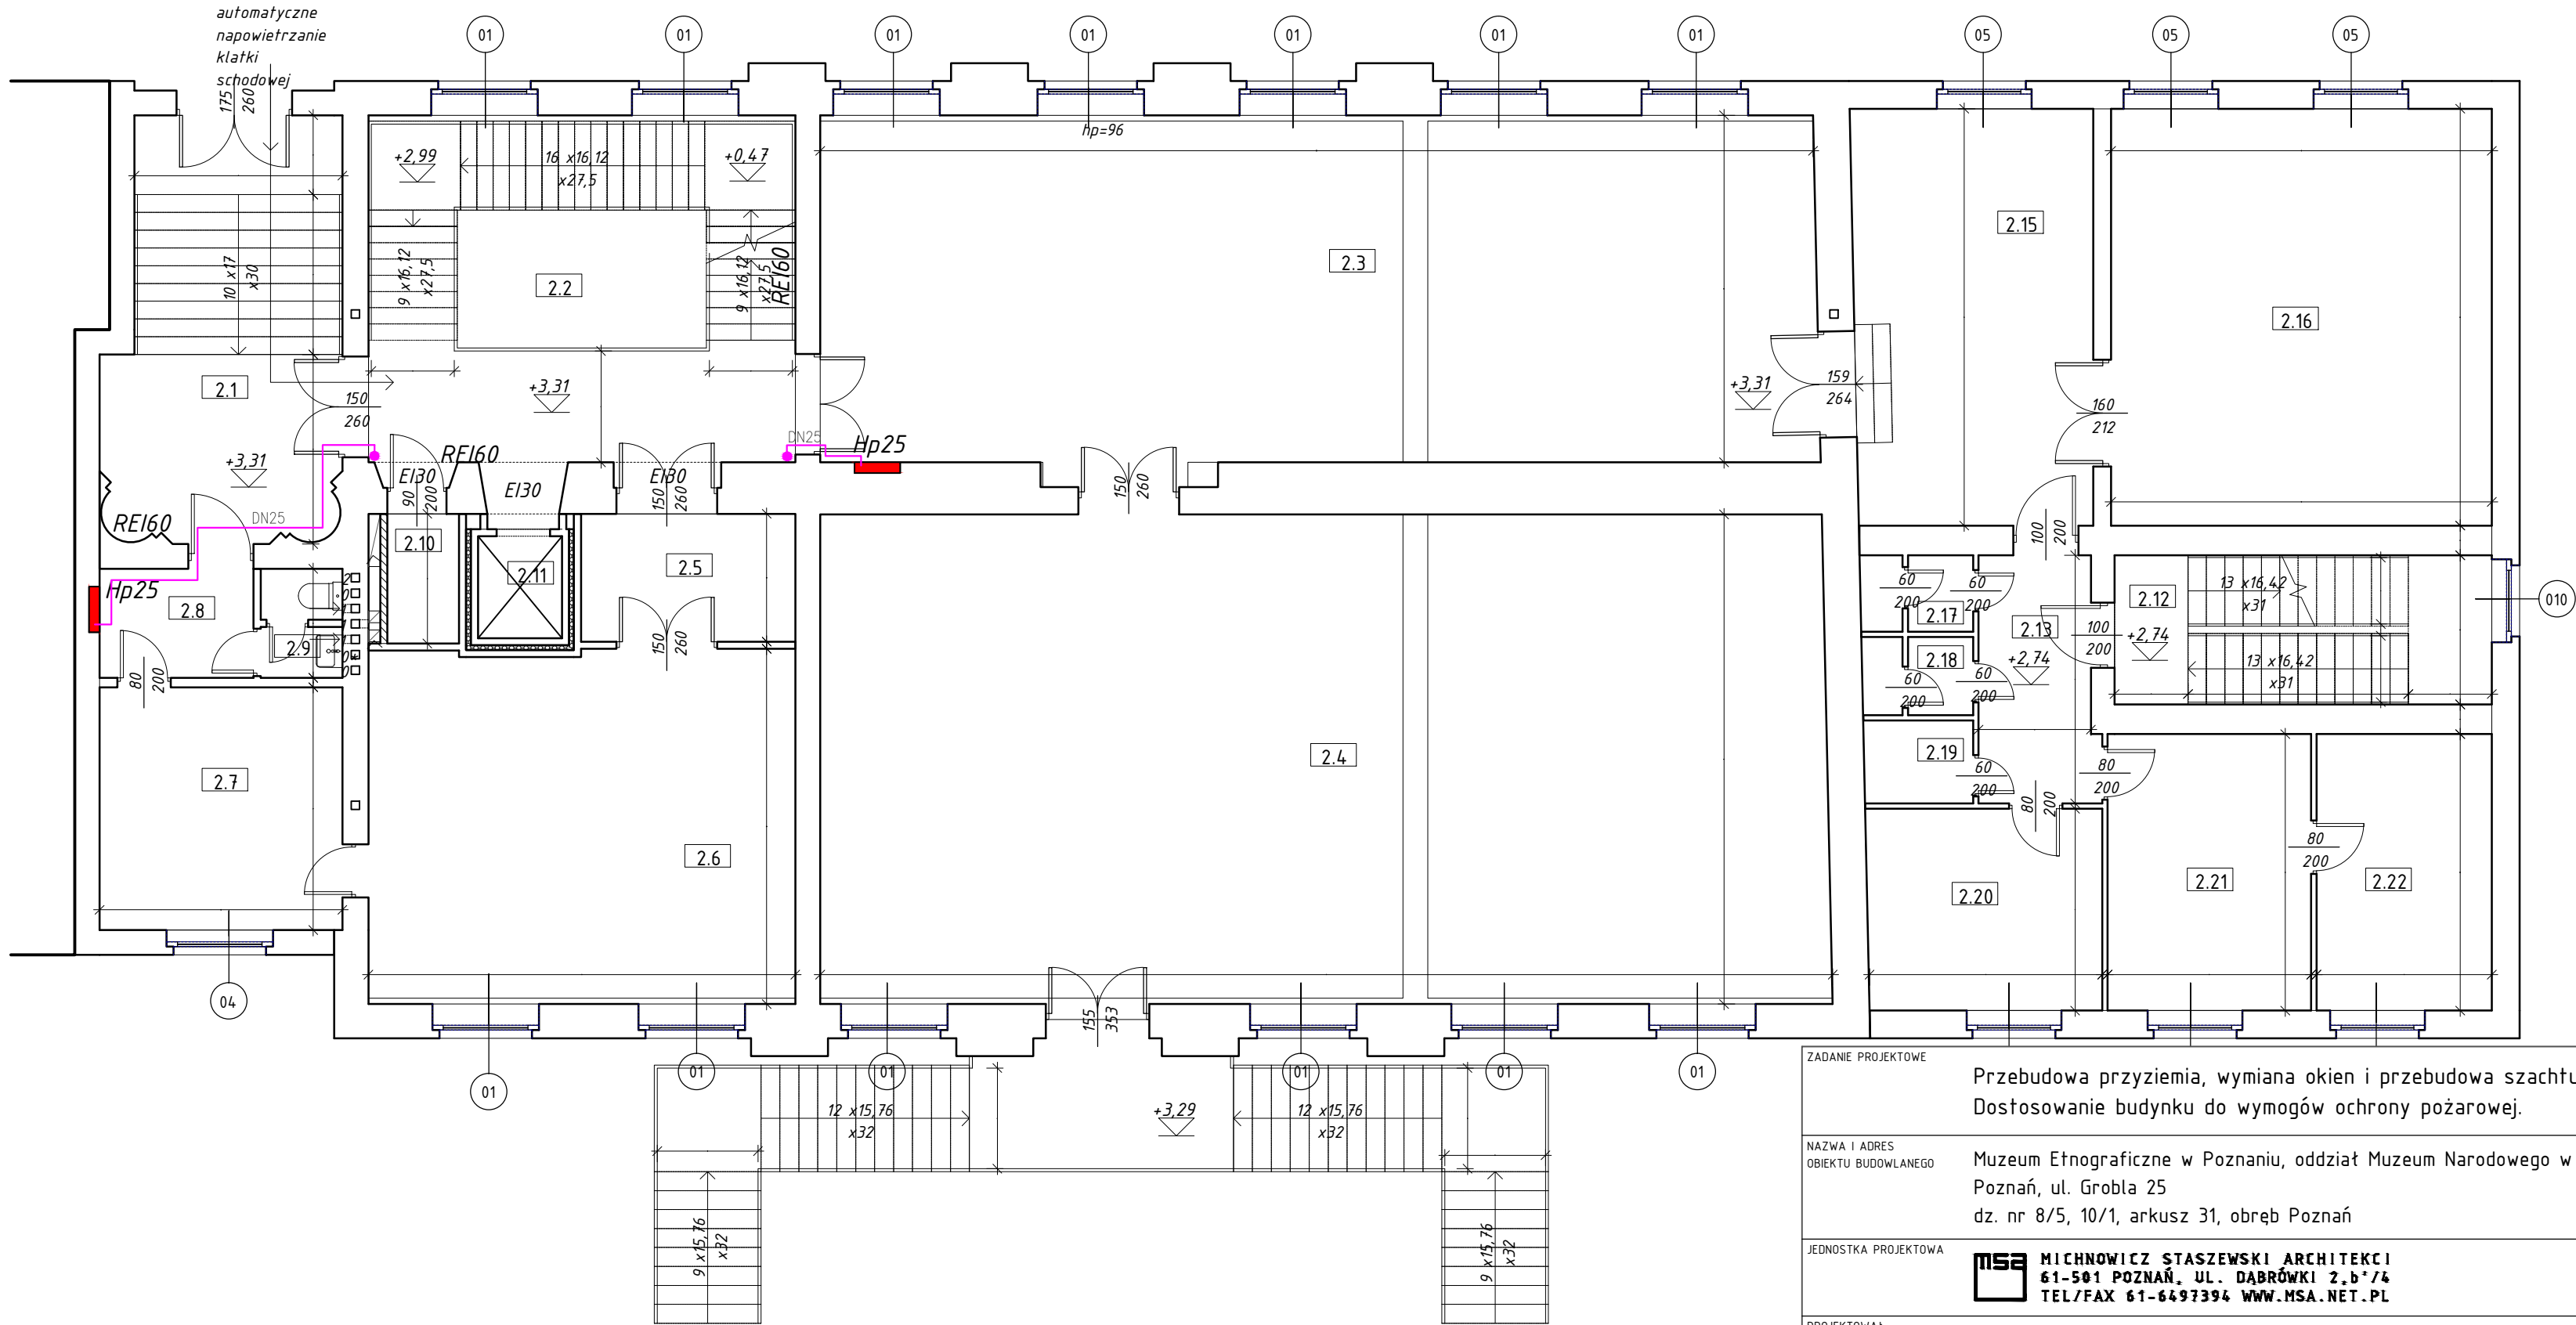 automatyczne
napowietrzanie
klatki
schodowej
175
260
01
01
01
01
01
01
01
05
05
05
hp=96
+2,99
16 x16,12
x27,5
+0,47
10 x17
x30
9 x16,12
x27,5
2.2
9 x16,12
x27,5
REI60
2.3
2.15
2.16
2.1
150
260
+3,31
+3,31
159
264
160
212
DN25
Hp25
+3,31
REI60
EI30
90
200
EI30
EI30
150
260
150
260
REI60
DN25
2.10
2.11
2.5
100
200
Hp25
2.8
2.9
80
200
150
260
60
200
60
200
2.17
2.13
2.12
13 x16,42
x31
010
100
200
+2,74
2.18
+2,74
13 x16,42
x31
60
200
60
200
2.19
60
200
80
200
80
200
2.7
2.4
2.6
80
200
2.20
2.21
2.22
04
155
353
01
01
01
01
01
01
12 x15,76
x32
+3,29
12 x15,76
x32
9 x15,76
x32
9 x15,76
x32
ZADANIE PROJEKTOWE
Przebudowa przyziemia, wymiana okien i przebudowa szachtu
Dostosowanie budynku do wymogów ochrony pożarowej.
NAZWA I ADRES
OBIEKTU BUDOWLANEGO
Muzeum Etnograficzne w Poznaniu, oddział Muzeum Narodowego w
Poznań, ul. Grobla 25
dz. nr 8/5, 10/1, arkusz 31, obręb Poznań
JEDNOSTKA PROJEKTOWA
msa
MICHNOWICZ STASZEWSKI ARCHITEKCI
61-501 POZNAŃ, UL. DĄBRÓWKI 2,b'/4
TEL/FAX 61-6497394 WWW.MSA.NET.PL